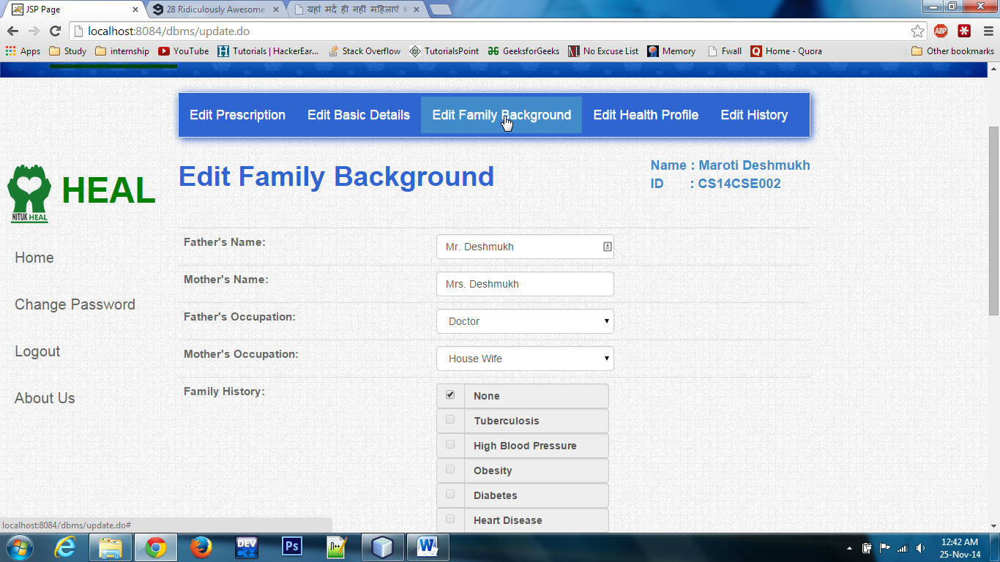 JSP Page
28 Ridiculously Awesome
यहां मर्द ही नहीं महिलाएं
localhost:8084/dbms/update.do
ABP
Apps
Study
internship
YouTube
Tutorials | HackerEar...
Stack Overflow
TutorialsPoint
GeeksforGeeks
No Excuse List
Memory
Fwall
Home - Quora
Other bookmarks
Edit Prescription
Edit Basic Details
Edit Family Background
Edit Health Profile
Edit History
NITUK HEAL
HEAL
Edit Family Background
Name : Maroti Deshmukh
ID : CS14CSE002
Home
Change Password
Logout
About Us
Father's Name:
Mr. Deshmukh
Mother's Name:
Mrs. Deshmukh
Father's Occupation:
Doctor
Mother's Occupation:
House Wife
Family History:
None
Tuberculosis
High Blood Pressure
Obesity
Diabetes
Heart Disease
localhost:8084/dbms/update.do#
DEV
C++
Ps
12:42 AM
25-Nov-14